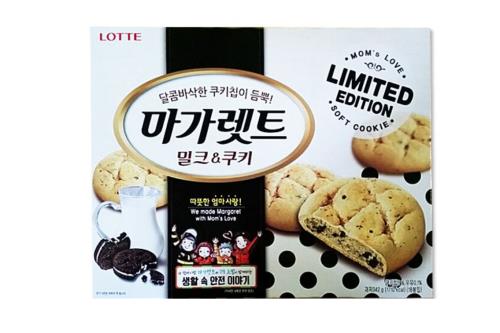 LOTTE
MOM's LOVE
LIMITED
EDITION
SOFT COOKIE
달콤바삭한 쿠키칩이 듬뿍!
마가렛트
밀크&쿠키
따뜻한 엄마사랑!
We made Margaret
with Mom's Love
생활 속 안전 이야기